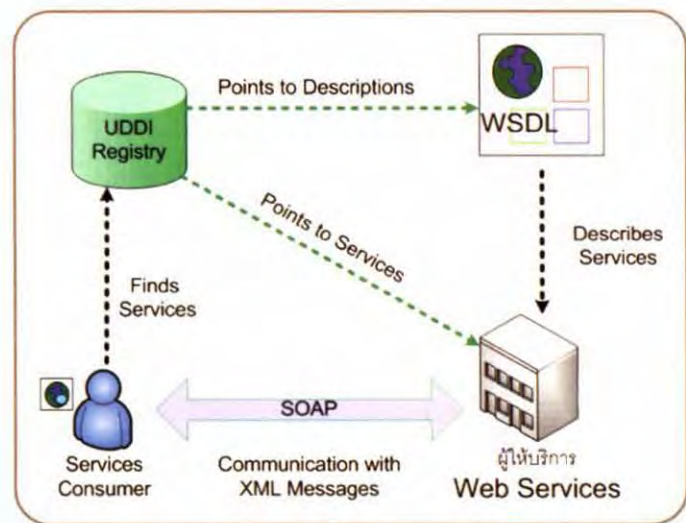 Points to Descriptions
UDDI
Registry
WSDL
Points to Services
Describes
Services
Finds
Services
SOAP
Services
Consumer
Communication with
XML Messages
ผู้ให้บริการ
Web Services